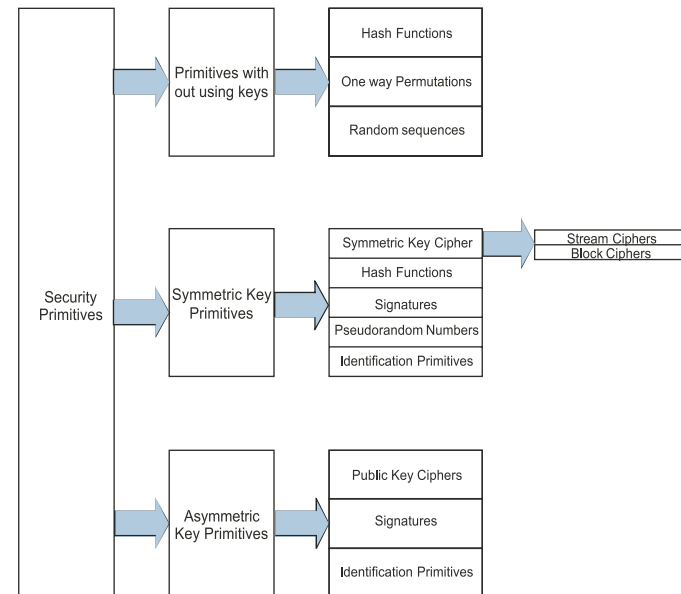 Security
Primitives
Primitives with
out using keys
Hash Functions
One way Permutations
Random sequences
Symmetric Key
Primitives
Symmetric Key Cipher
Hash Functions
Signatures
Pseudorandom Numbers
Identification Primitives
Stream Ciphers
Block Ciphers
Asymmetric
Key Primitives
Public Key Ciphers
Signatures
Identification Primitives